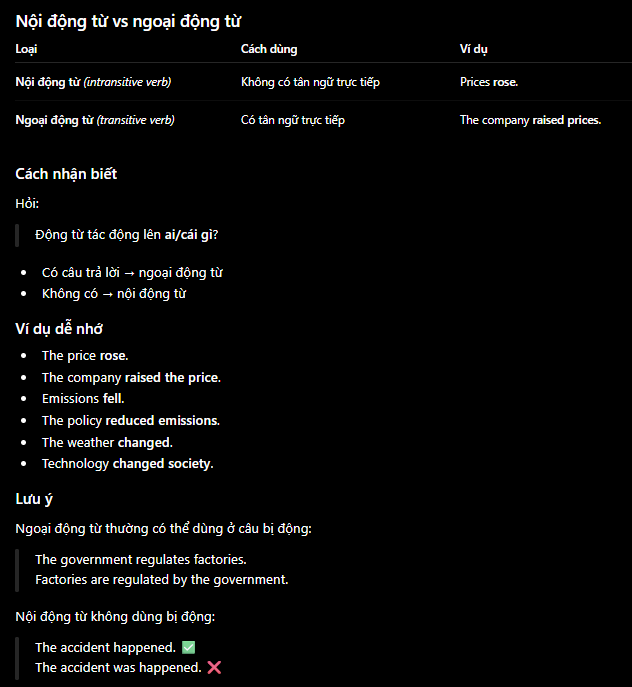 Nội động từ vs ngoại động từ
Loại Cách dùng Ví dụ
Nội động từ (intransitive verb) Không có tân ngữ trực tiếp Prices rose.
Ngoại động từ (transitive verb) Có tân ngữ trực tiếp The company raised prices.
Cách nhận biết
Hỏi:
Động từ tác động lên ai/cái gì?
• Có câu trả lời → ngoại động từ
• Không có → nội động từ
Ví dụ dễ nhớ
• The price rose.
• The company raised the price.
• Emissions fell.
• The policy reduced emissions.
• The weather changed.
• Technology changed society.
Lưu ý
Ngoại động từ thường có thể dùng ở câu bị động:
The government regulates factories.
Factories are regulated by the government.
Nội động từ không dùng bị động:
The accident happened. ✅
The accident was happened. ❌